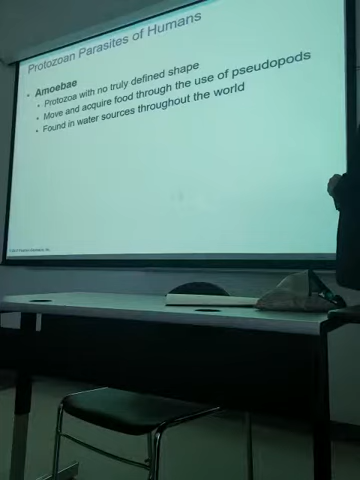 Protozoan Parasites of Humans
• Amoebae
• Protozoa with no truly defined shape
• Move and acquire food through the use of pseudopods
• Found in water sources throughout the world